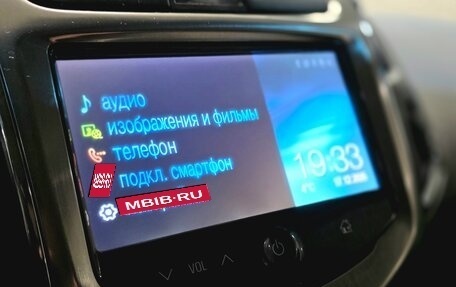 аудио
изображения и фильмы
телефон
подкл. смартфон
MBIB.RU
19:33
VOL